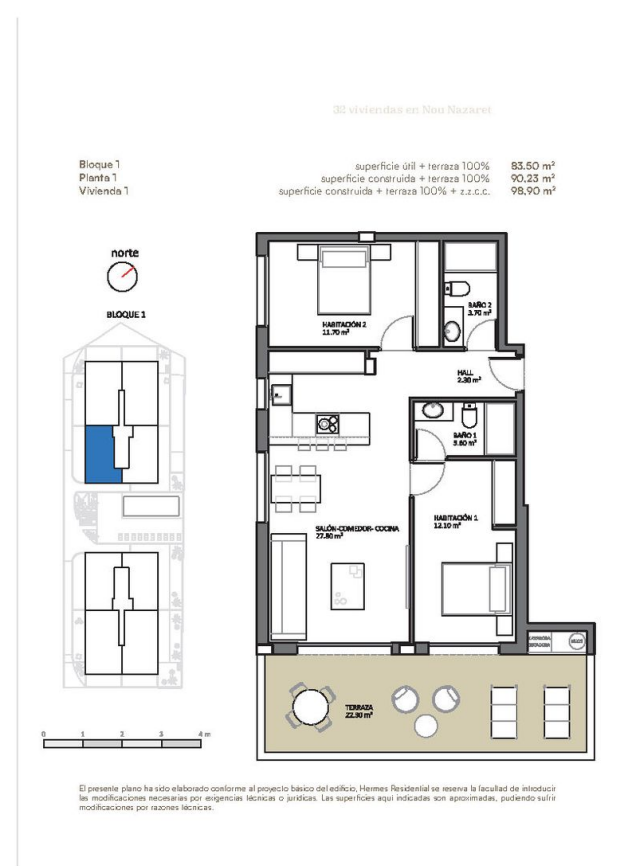 32 viviendas en Nou Nazaret
Bloque 1
Planta 1
Vivienda 1
superficie útil + terraza 100% 83.50 m²
superficie construida + terraza 100% 90,23 m²
superficie construida + terraza 100% + z.z.c.c. 98,90 m²
norte
BLOQUE 1
HABITACIÓN 2
11.70 m²
BAÑO 2
3.70 m²
HALL
2.30 m²
BAÑO 1
3.60 m²
SALÓN-COMEDOR- COCINA
27.80 m²
HABITACIÓN 1
12.10 m²
TERRAZA
22.30 m²
0 1 2 3 4 m
El presente plano ha sido elaborado conforme al proyecto básico del edificio, Hermes Residential se reserva la facultad de introducir
las modificaciones necesarias por exigencias técnicas o jurídicas. Las superficies aquí indicadas son aproximadas, pudiendo sufrir
modificaciones por razones técnicas.